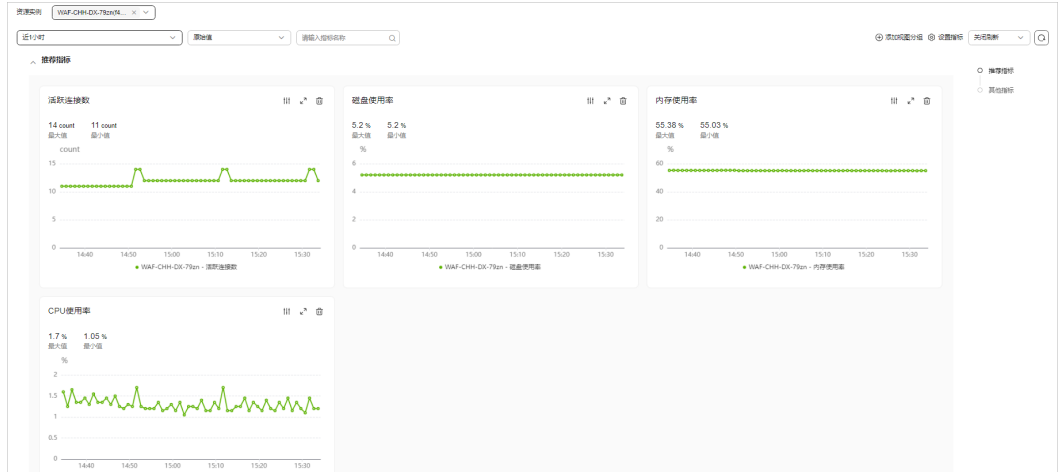 资源实例 WAF-CHH-DX-79zn(f4...
近1小时 原始值 请输入指标名称 添加视图分组 设置指标 关闭刷新
推荐指标
推荐指标
其他指标
活跃连接数
14 count 11 count
最大值 最小值
count
15
10
5
0
14:40 14:50 15:00 15:10 15:20 15:30
WAF-CHH-DX-79zn - 活跃连接数
磁盘使用率
5.2 % 5.2 %
最大值 最小值
%
6
4
2
0
14:40 14:50 15:00 15:10 15:20 15:30
WAF-CHH-DX-79zn - 磁盘使用率
内存使用率
55.38 % 55.03 %
最大值 最小值
%
60
40
20
0
14:40 14:50 15:00 15:10 15:20 15:30
WAF-CHH-DX-79zn - 内存使用率
CPU使用率
1.7 % 1.05 %
最大值 最小值
%
2
1.5
1
0.5
0
14:40 14:50 15:00 15:10 15:20 15:30